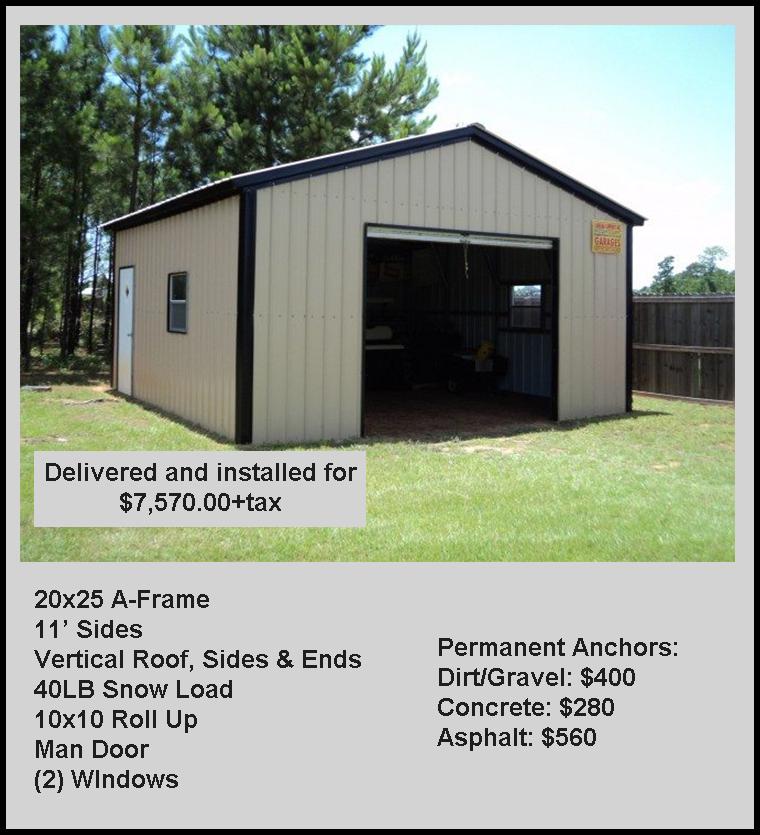 GARAGES
Delivered and installed for
$7,570.00+tax
20x25 A-Frame
11’ Sides
Vertical Roof, Sides & Ends
40LB Snow Load
10x10 Roll Up
Man Door
(2) WIndows
Permanent Anchors:
Dirt/Gravel: $400
Concrete: $280
Asphalt: $560